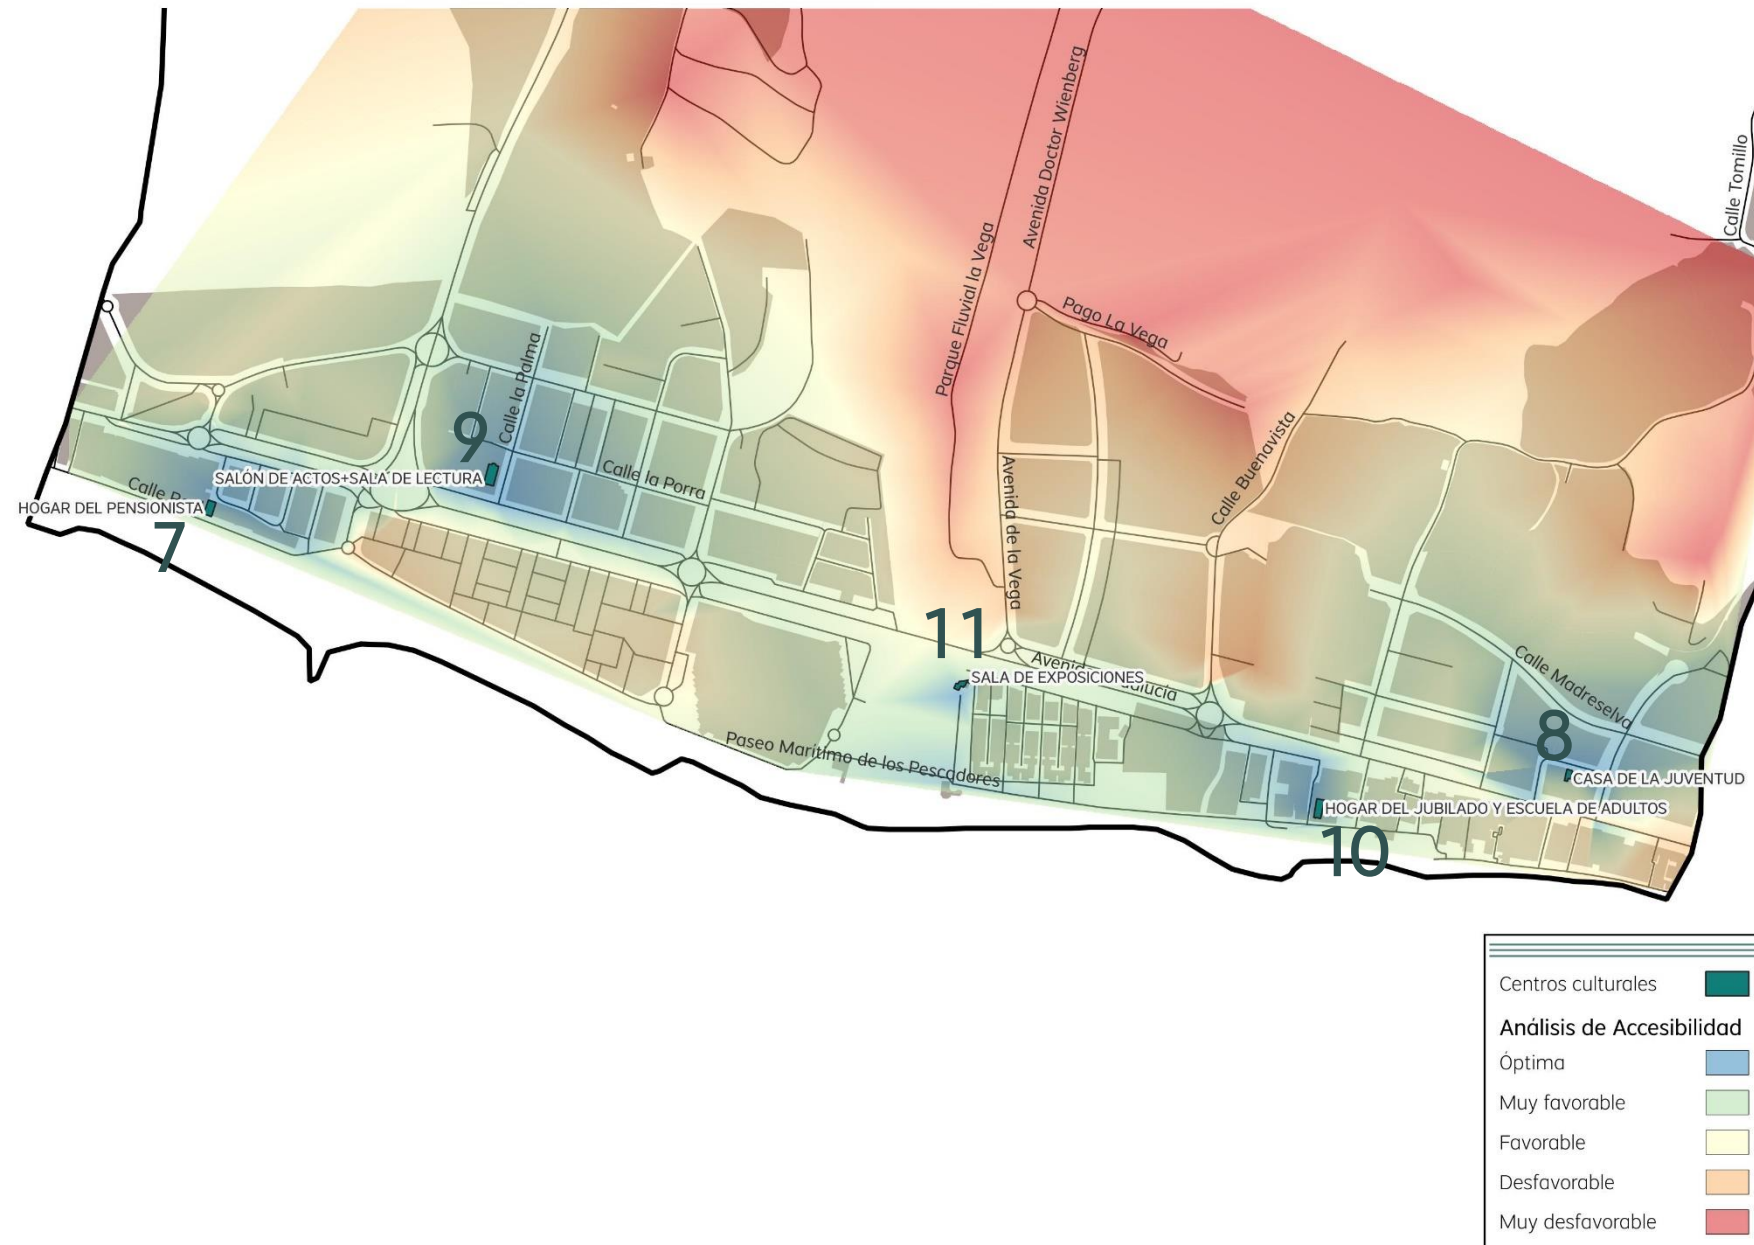 Calle Tomillo
Avenida Doctor Wienberg
Parque Fluvial la Vega
Pago La Vega
Calle la Palma
9
Calle Buenavista
Calle la Porra
SALÓN DE ACTOS+SALA DE LECTURA
Calle
HOGAR DEL PENSIONISTA
7
Avenida de la Vega
11
Avenida
SALA DE EXPOSICIONES
Calle Madreselva
8
Paseo Marítimo de los Pescadores
CASA DE LA JUVENTUD
HOGAR DEL JUBILADO Y ESCUELA DE ADULTOS
10
Centros culturales
Análisis de Accesibilidad
Óptima
Muy favorable
Favorable
Desfavorable
Muy desfavorable